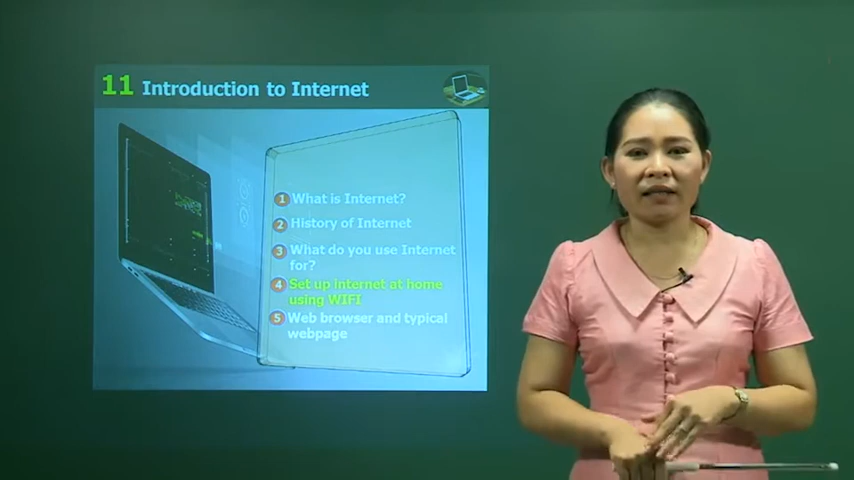 11 Introduction to Internet
1 What is Internet?
2 History of Internet
3 What do you use Internet
for?
4 Set up internet at home
using WIFI
5 Web browser and typical
webpage